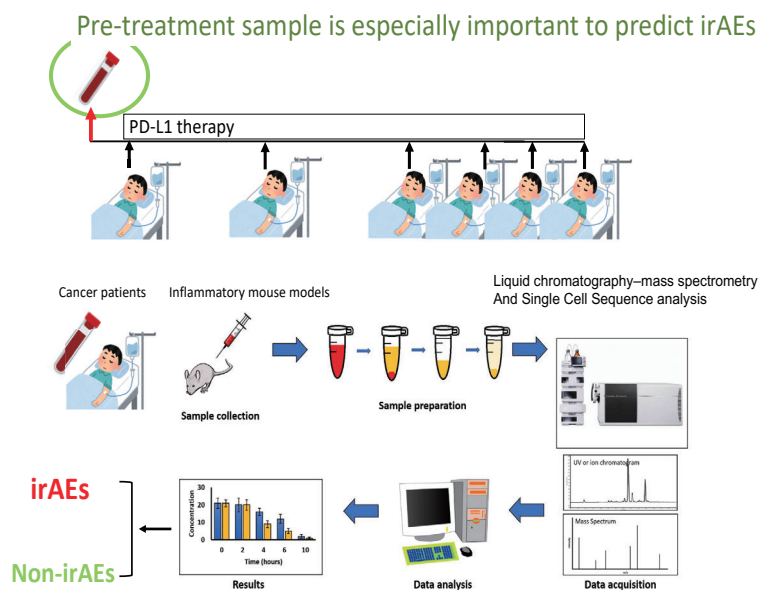 Pre-treatment sample is especially important to predict irAEs
PD-L1 therapy
Cancer patients
Inflammatory mouse models
Liquid chromatography–mass spectrometry
And Single Cell Sequence analysis
Sample collection
Sample preparation
irAEs
Non-irAEs
Concentration
30
20
10
0
0 2 4 6 10
Time (hours)
Results
Data analysis
UV or ion chromatogram
Mass Spectrum
Data acquisition